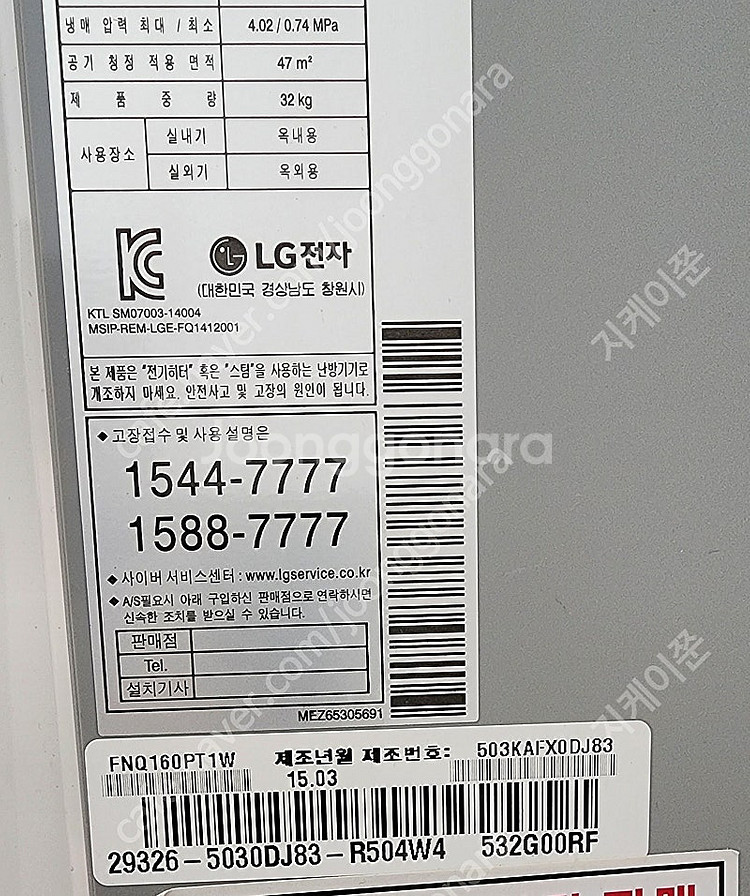 냉매 압력 최대 / 최소 4.02 / 0.74 MPa
공기 청정 적용 면적 47 m²
제 품 중 량 32 kg
사용장소 실내기 옥내용
실외기 옥외용
LG전자
(대한민국 경상남도 창원시)
KTL SM07003-14004
MSIP-REM-LGE-FQ1412001
본 제품은 "전기히터" 혹은 "스팀"을 사용하는 난방기기로
개조하지 마세요. 안전사고 및 고장의 원인이 됩니다.
◆ 고장접수 및 사용 설명은
1544-7777
1588-7777
◆ 사이버 서비스센터 : www.lgservice.co.kr
◆ A/S필요시 아래 구입하신 판매점으로 연락하시면
신속한 조치를 받으실 수 있습니다.
판매점
Tel.
설치기사
MEZ65305691
FNQ160PT1W 제조년월 제조번호: 503KAFX0DJ83
15.03
29326-5030DJ83-R504W4 532G00RF
joonggonara
지케이쭌
지케이쭌